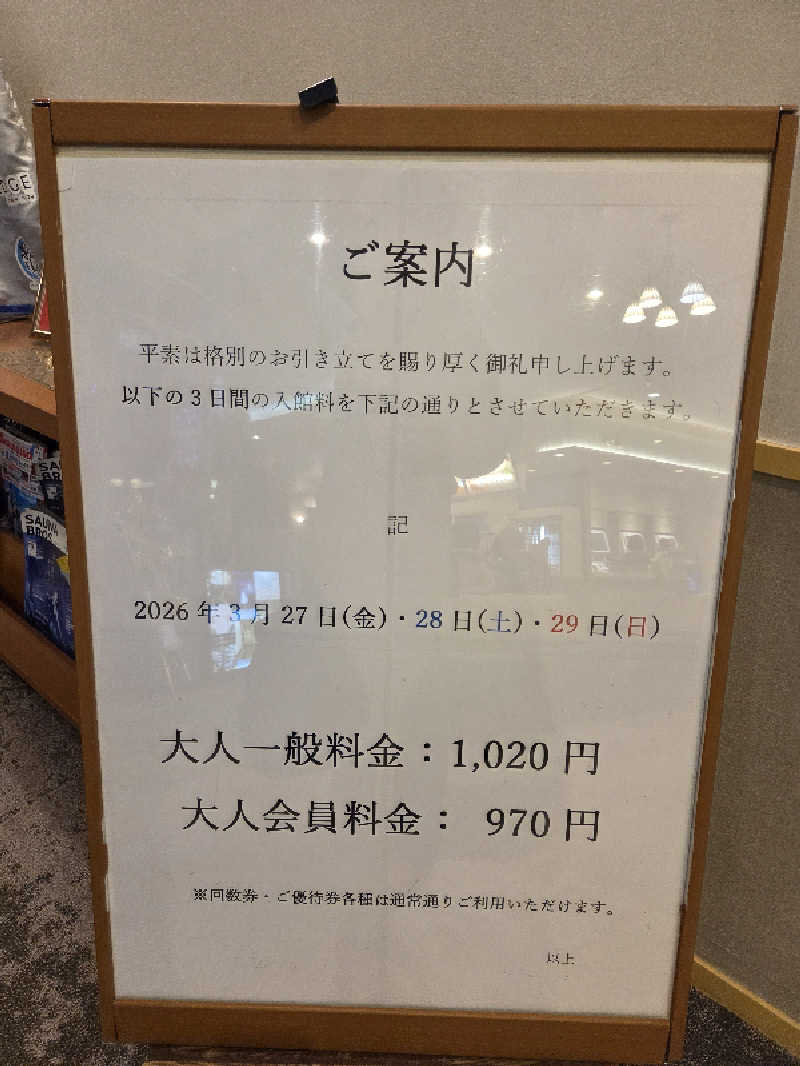 ご案内
平素は格別のお引き立てを賜り厚く御礼申し上げます。
以下の3日間の入館料を下記の通りとさせていただきます。
記
2026年3月27日(金)・28日(土)・29日(日)
大人一般料金：1,020円
大人会員料金： 970円
※回数券・ご優待券各種は通常通りご利用いただけます。
以上
SAUNA
BROS